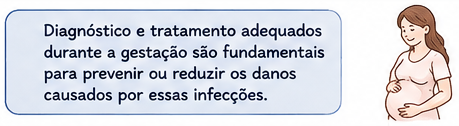 Diagnóstico e tratamento adequados
durante a gestação são fundamentais
para prevenir ou reduzir os danos
causados por essas infecções.